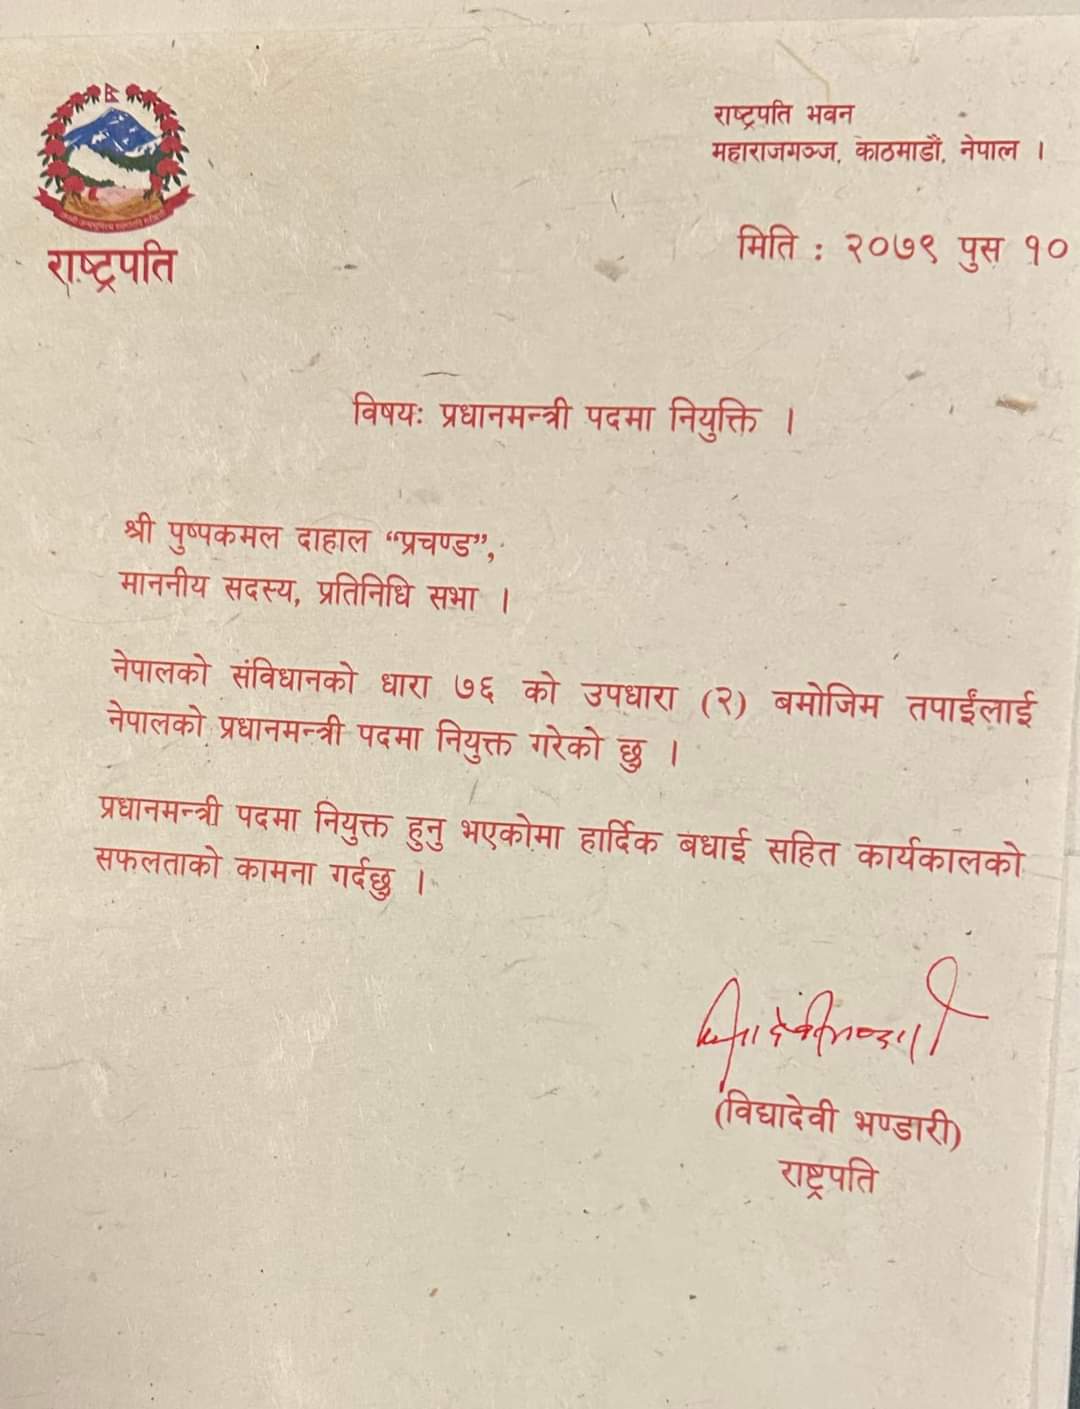 राष्ट्रपति
राष्ट्रपति भवन
महाराजगञ्ज, काठमाडौं, नेपाल ।
मिति : २०७९ पुस १०
विषयः प्रधानमन्त्री पदमा नियुक्ति ।
श्री पुष्पकमल दाहाल “प्रचण्ड”,
माननीय सदस्य, प्रतिनिधि सभा ।
नेपालको संविधानको धारा ७६ को उपधारा (२) बमोजिम तपाईंलाई
नेपालको प्रधानमन्त्री पदमा नियुक्त गरेको छु ।
प्रधानमन्त्री पदमा नियुक्त हुनु भएकोमा हार्दिक बधाई सहित कार्यकालको
सफलताको कामना गर्दछु ।
(विद्यादेवी भण्डारी)
राष्ट्रपति